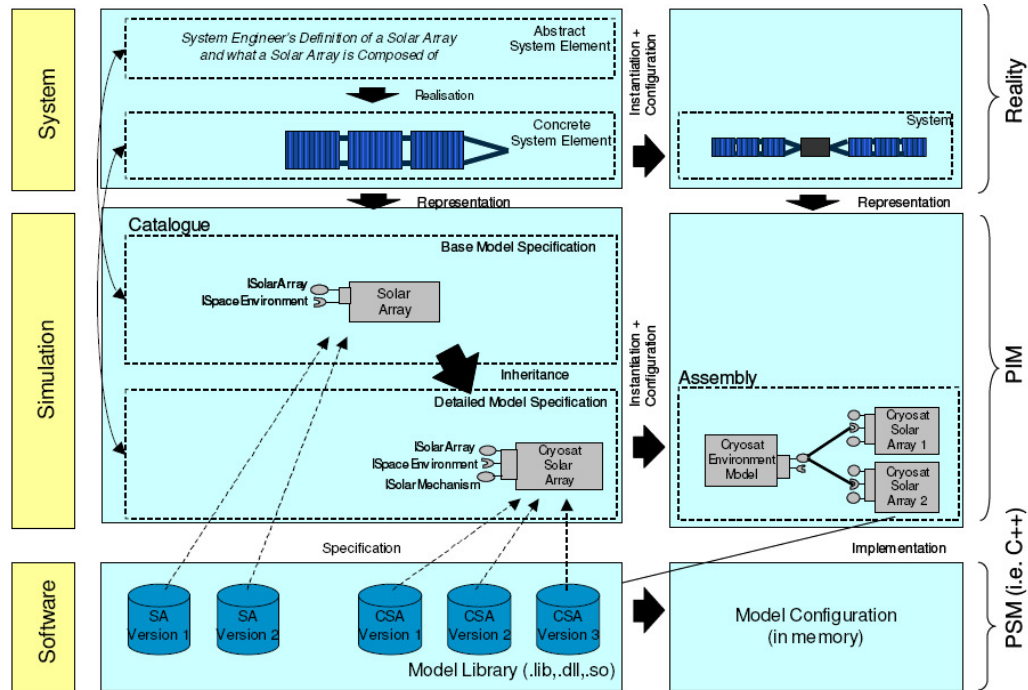 System
System Engineer's Definition of a Solar Array
and what a Solar Array is Composed of
Abstract
System Element
Realisation
Concrete
System Element
Instantiation +
Configuration
System
Reality
Representation
Representation
Simulation
Catalogue
Base Model Specification
ISolarArray
ISpaceEnvironment
Solar
Array
Inheritance
Detailed Model Specification
ISolarArray
ISpaceEnvironment
ISolarMechanism
Cryosat
Solar
Array
Instantiation +
Configuration
Assembly
Cryosat
Environment
Model
Cryosat
Solar
Array 1
Cryosat
Solar
Array 2
PIM
Specification
Implementation
Software
SA
Version 1
SA
Version 2
CSA
Version 1
CSA
Version 2
CSA
Version 3
Model Library (.lib,.dll,.so)
Model Configuration
(in memory)
PSM (i.e. C++)